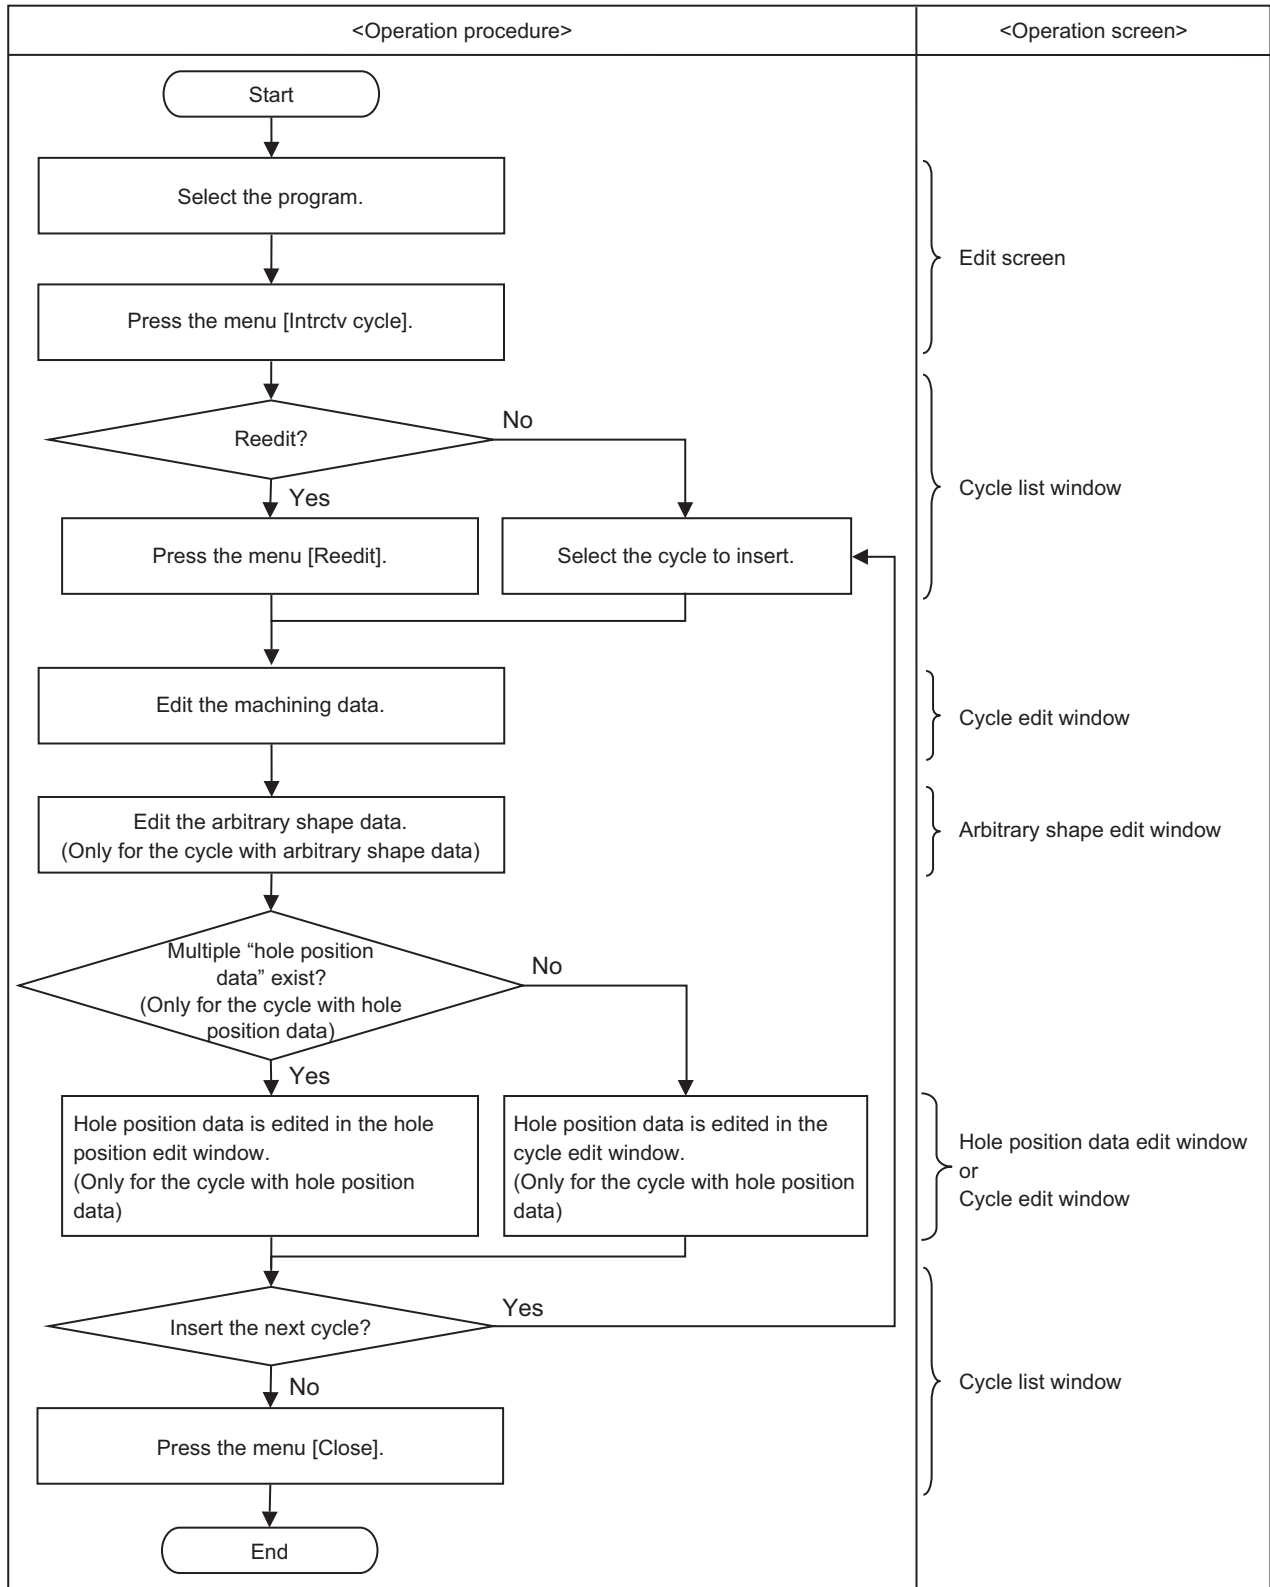 <Operation procedure>
<Operation screen>
Start
Select the program.
Edit screen
Press the menu [Intrctv cycle].
Reedit?
No
Yes
Cycle list window
Press the menu [Reedit].
Select the cycle to insert.
Edit the machining data.
Cycle edit window
Edit the arbitrary shape data.
(Only for the cycle with arbitrary shape data)
Arbitrary shape edit window
Multiple “hole position
data” exist?
(Only for the cycle with hole
position data)
No
Yes
Hole position data is edited in the hole
position edit window.
(Only for the cycle with hole position
data)
Hole position data is edited in the
cycle edit window.
(Only for the cycle with hole position
data)
Hole position data edit window
or
Cycle edit window
Insert the next cycle?
Yes
No
Cycle list window
Press the menu [Close].
End